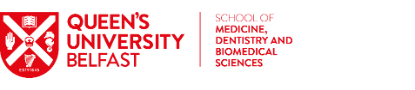 QUEEN'S
UNIVERSITY
BELFAST
SCHOOL OF
MEDICINE,
DENTISTRY AND
BIOMEDICAL
SCIENCES